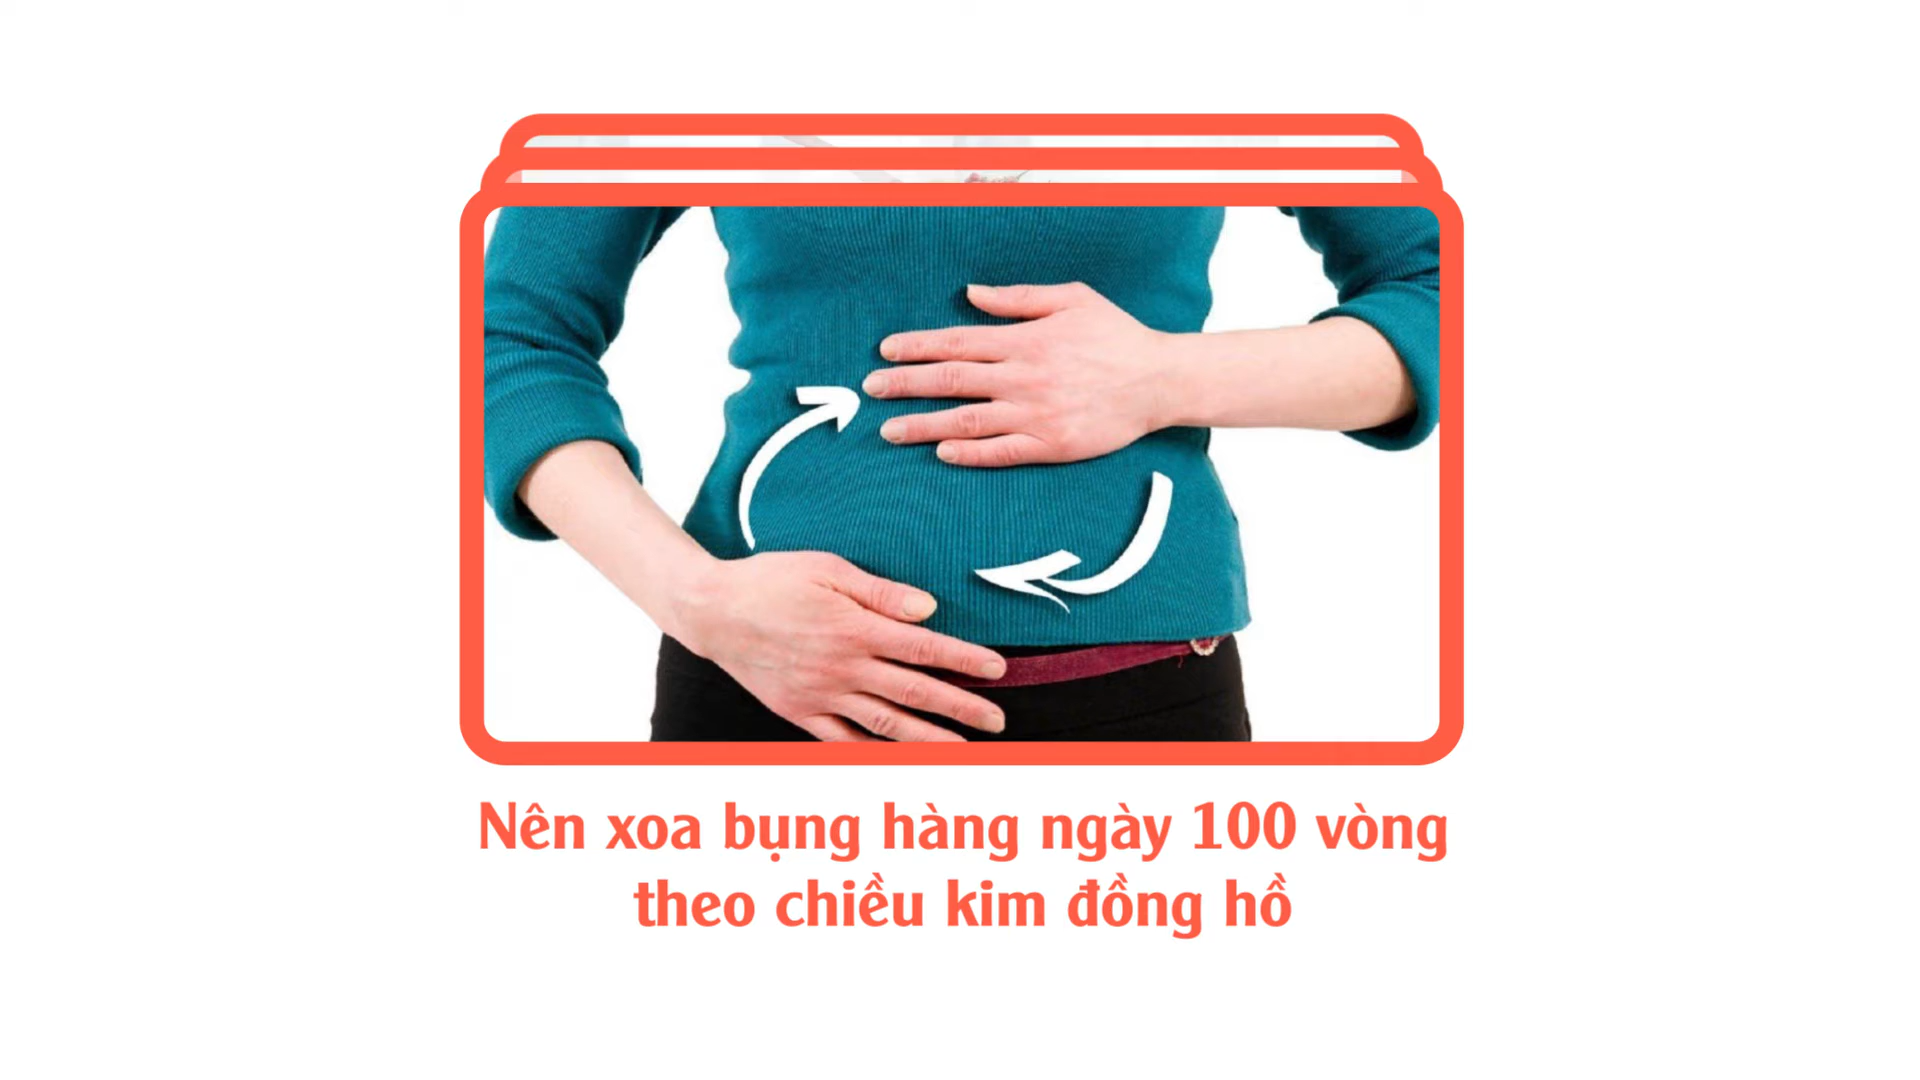 Nên xoa bụng hàng ngày 100 vòng
theo chiều kim đồng hồ